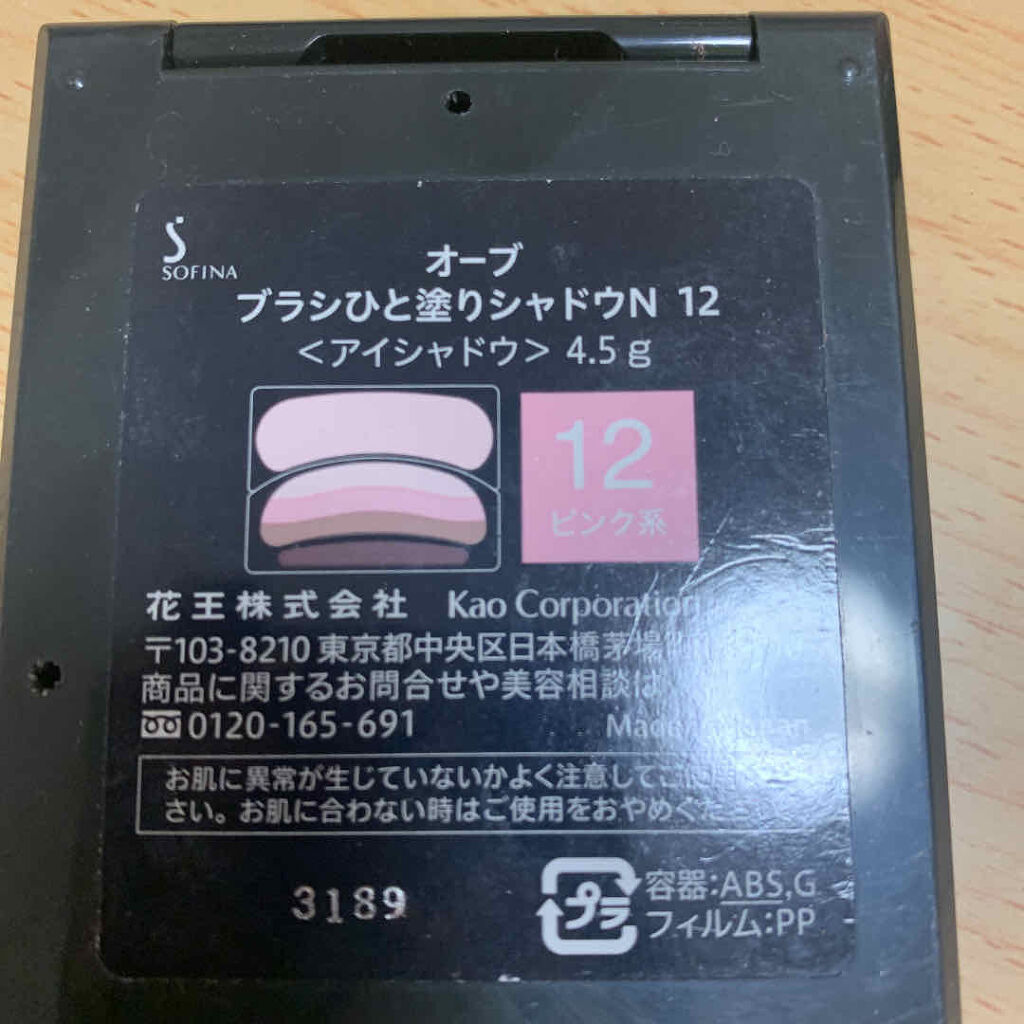 SOFINA
オーブ
ブラシひと塗りシャドウN 12
＜アイシャドウ＞ 4.5 g
12
ピンク系
花王株式会社 Kao Corporation
〒103-8210 東京都中央区日本橋茅場
商品に関するお問合せや美容相談は
0120-165-691
Made in Japan
お肌に異常が生じていないかよく注意して
さい。お肌に合わない時はご使用をおやめくだ
3189
プラ
容器:ABS,G
フィルム:PP